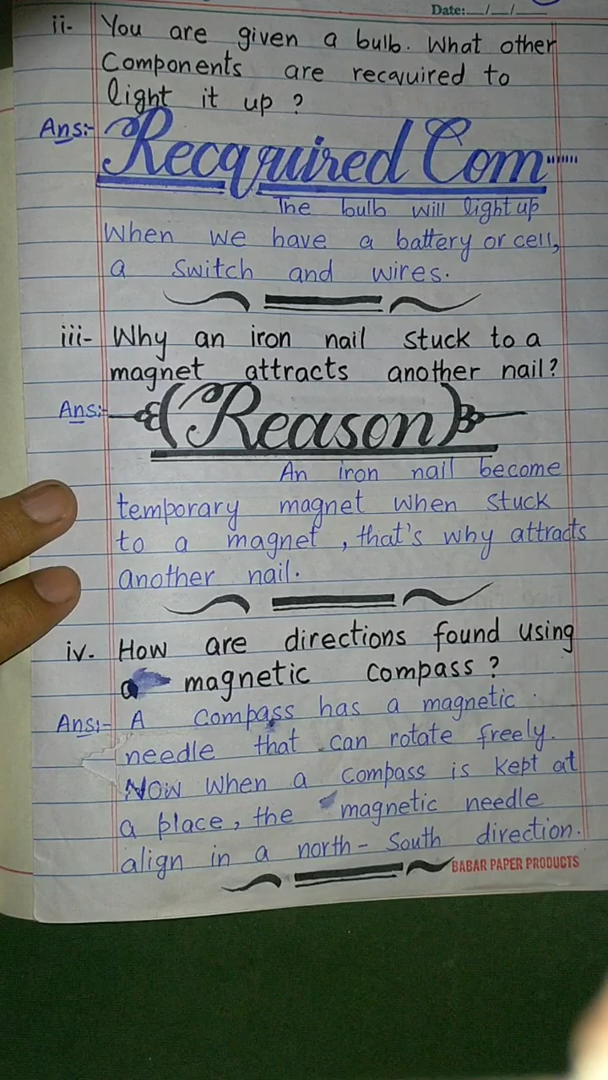 Date: / /
ii- You are given a bulb. What other
Components are recquired to
light it up ?
Ans:- Recqquired Com
The bulb will light up
When we have a battery or cell,
a switch and wires.
iii- Why an iron nail stuck to a
magnet attracts another nail?
Ans:- (Reason)
An iron nail become
temporary magnet when stuck
to a magnet, that's why attracts
another nail.
iv. How are directions found using
a magnetic compass ?
Ans:- A compass has a magnetic
needle that can rotate freely.
Now when a compass is kept at
a place, the magnetic needle
align in a north - South direction.
BABAR PAPER PRODUCTS